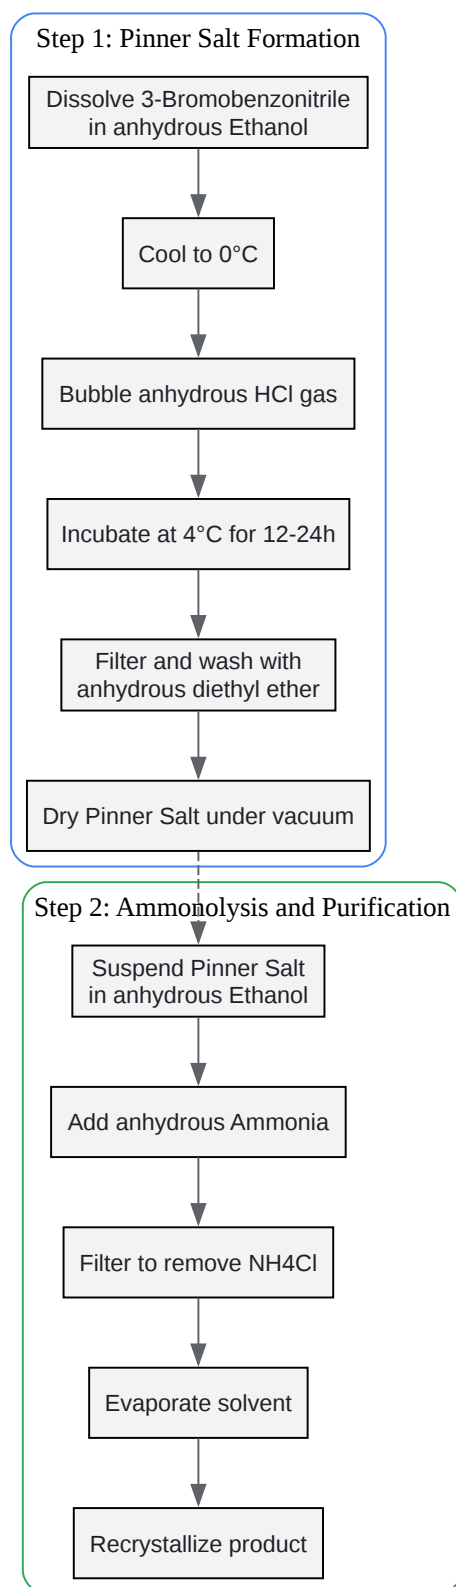 Step 1: Pinner Salt Formation
Dissolve 3-Bromobenzonitrile
in anhydrous Ethanol
Cool to 0°C
Bubble anhydrous HCl gas
Incubate at 4°C for 12-24h
Filter and wash with
anhydrous diethyl ether
Dry Pinner Salt under vacuum
Step 2: Ammonolysis and Purification
Suspend Pinner Salt
in anhydrous Ethanol
Add anhydrous Ammonia
Filter to remove NH4Cl
Evaporate solvent
Recrystallize product